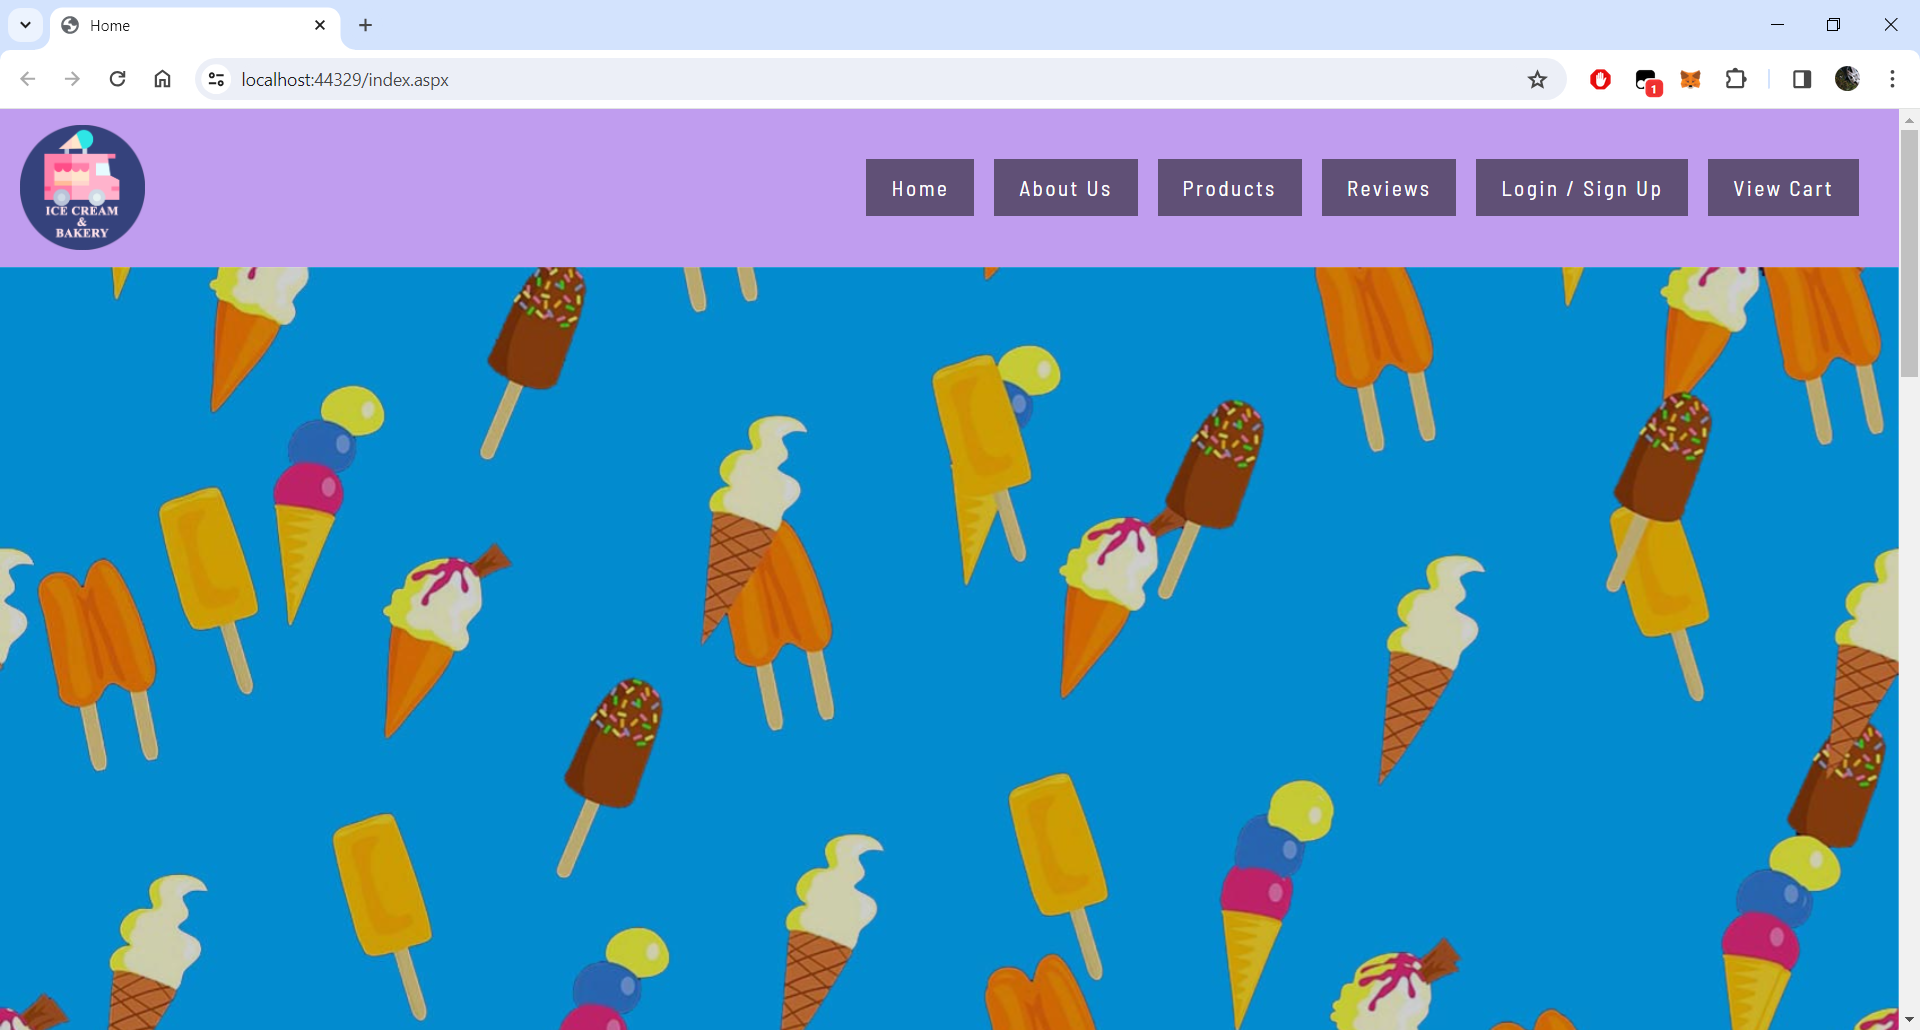 Home
localhost:44329/index.aspx
1
ICE CREAM
&
BAKERY
Home
About Us
Products
Reviews
Login / Sign Up
View Cart